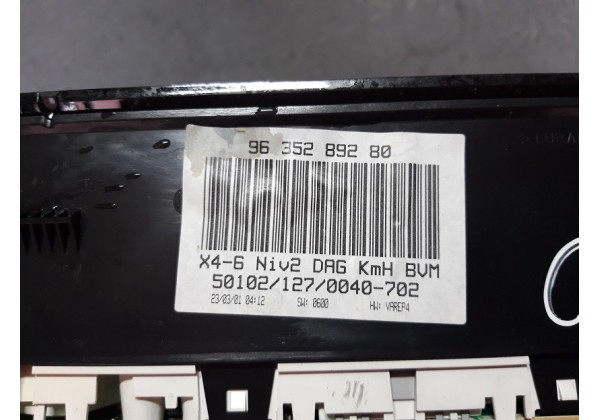 96 352 892 80
X4-6 Niv2 DAG KmH BVM
50102/127/0040-702
23/03/01 04:12 SW: 0600 HW: VAREP4